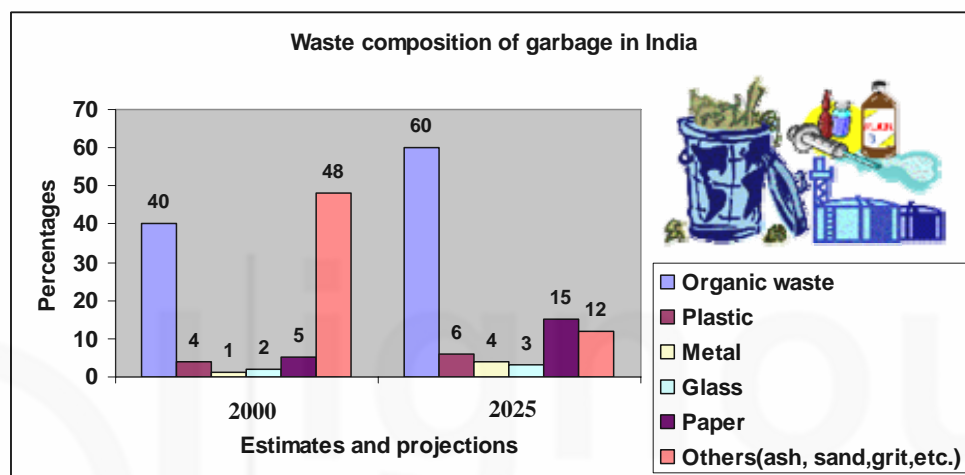 Waste composition of garbage in India
Percentages
70
60
50
40
30
20
10
0
40
4
1
2
5
48
60
6
4
3
15
12
2000
2025
Estimates and projections
Organic waste
Plastic
Metal
Glass
Paper
Others(ash, sand,grit,etc.)